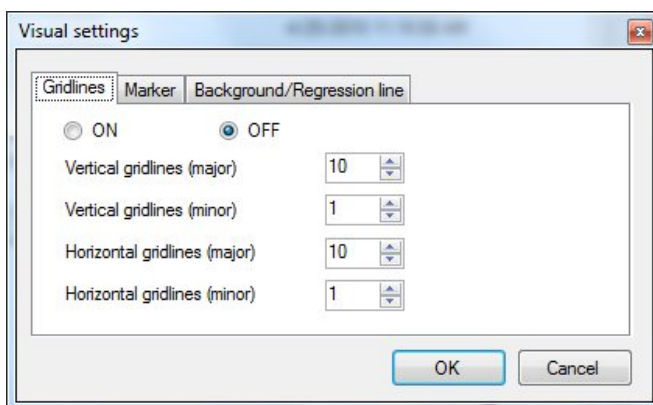 Visual settings
Gridlines Marker Background/Regression line
ON OFF
Vertical gridlines (major) 10
Vertical gridlines (minor) 1
Horizontal gridlines (major) 10
Horizontal gridlines (minor) 1
OK Cancel